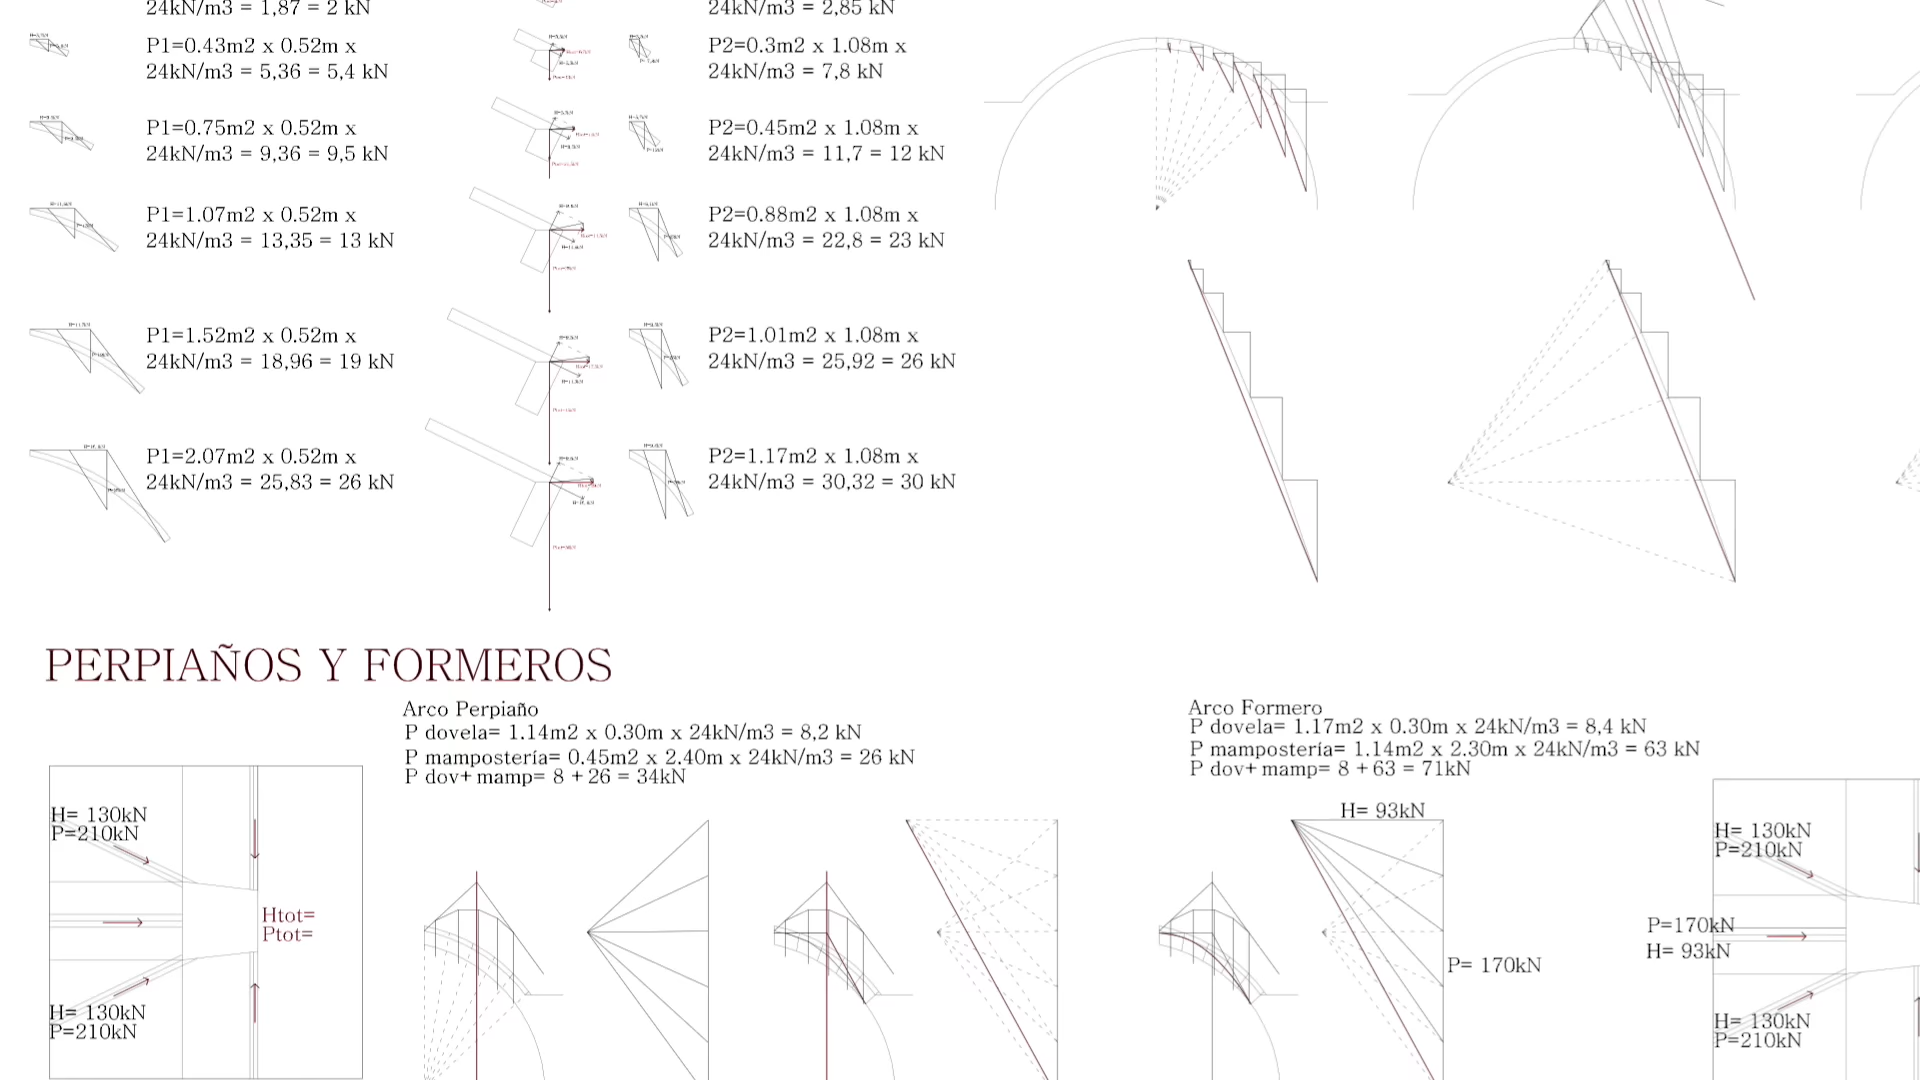 24kN/m3 = 1,87 = 2 kN
24kN/m3 = 2,85 kN
P1=0.43m2 x 0.52m x
24kN/m3 = 5,36 = 5,4 kN
P2=0.3m2 x 1.08m x
24kN/m3 = 7,8 kN
P1=0.75m2 x 0.52m x
24kN/m3 = 9,36 = 9,5 kN
P2=0.45m2 x 1.08m x
24kN/m3 = 11,7 = 12 kN
P1=1.07m2 x 0.52m x
24kN/m3 = 13,35 = 13 kN
P2=0.88m2 x 1.08m x
24kN/m3 = 22,8 = 23 kN
P1=1.52m2 x 0.52m x
24kN/m3 = 18,96 = 19 kN
P2=1.01m2 x 1.08m x
24kN/m3 = 25,92 = 26 kN
P1=2.07m2 x 0.52m x
24kN/m3 = 25,83 = 26 kN
P2=1.17m2 x 1.08m x
24kN/m3 = 30,32 = 30 kN
PERPIAÑOS Y FORMEROS
Arco Perpiaño
P dovela= 1.14m2 x 0.30m x 24kN/m3 = 8,2 kN
P mampostería= 0.45m2 x 2.40m x 24kN/m3 = 26 kN
P dov+mamp= 8 +26 = 34kN
Arco Formero
P dovela= 1.17m2 x 0.30m x 24kN/m3 = 8,4 kN
P mampostería= 1.14m2 x 2.30m x 24kN/m3 = 63 kN
P dov+mamp= 8 +63 = 71kN
H= 130kN
P=210kN
Htot=
Ptot=
H= 130kN
P=210kN
H= 93kN
P= 170kN
H= 130kN
P=210kN
P=170kN
H= 93kN
H= 130kN
P=210kN